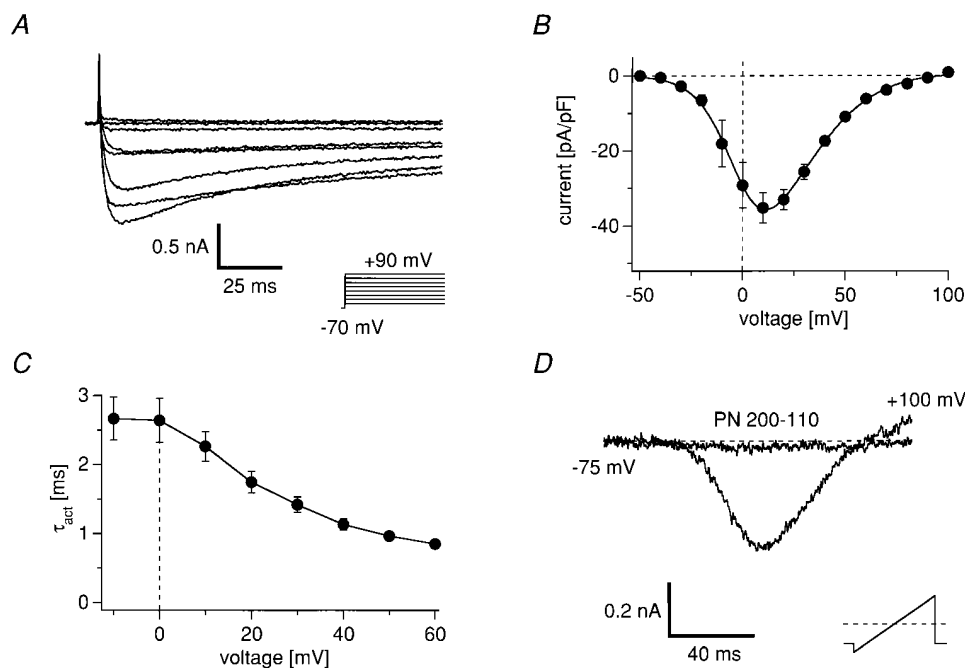 A
0.5 nA
25 ms
+90 mV
-70 mV
B
0
-20
-40
current [pA/pF]
-50
0
50
100
voltage [mV]
C
3
2
1
0
τact [ms]
0
20
40
60
voltage [mV]
D
+100 mV
PN 200-110
-75 mV
0.2 nA
40 ms